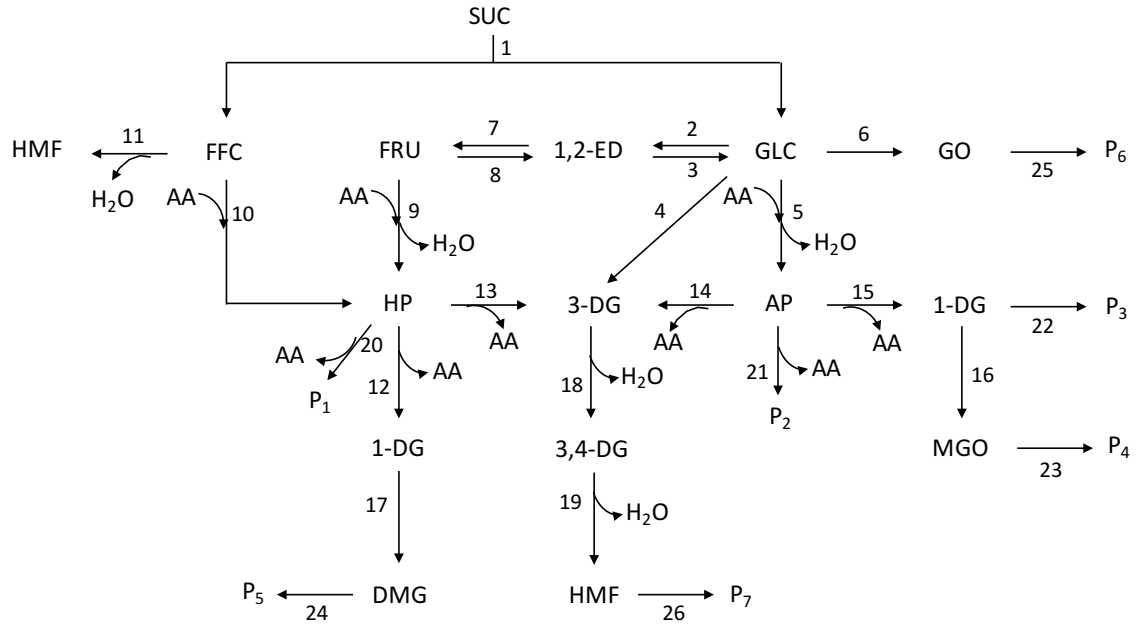 SUC
1
HMF 11 FFC FRU 7 1,2-ED 2 GLC 6 GO P₆
8 3 25
H₂O AA 10 AA 9 H₂O 4 AA 5 H₂O
HP 13 3-DG 14 AP 15 1-DG P₃
AA AA AA 22
AA 20 12 AA 18 H₂O 21 AA 16
P₁ P₂
1-DG 3,4-DG MGO P₄
23
17 19 H₂O
P₅ DMG HMF P₇
24 26